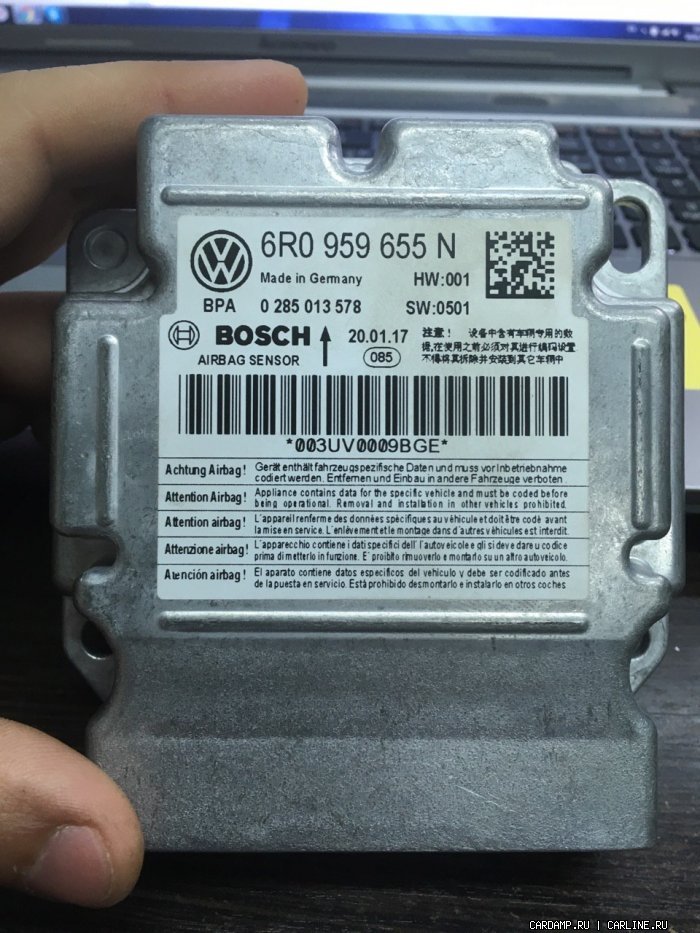 6R0 959 655 N
Made in Germany HW:001
BPA 0 285 013 578 SW:0501
BOSCH 20.01.17
AIRBAG SENSOR 085
注意！ 设备中含有车辆专用的数
据,在使用之前必须对其进行编码设置
不得将其拆除并安装到其它车辆中
*003UV0009BGE*
Achtung Airbag! Gerät enthält fahrzeugspezifische Daten und muss vor Inbetriebnahme
codiert werden. Entfernen und Einbau in andere Fahrzeuge verboten
Attention Airbag! Appliance contains data for the specific vehicle and must be coded before
being operational. Removal and installation in other vehicles prohibited.
Attention airbag! L'appareil renferme des données spécifiques au véhicule et doit être codé avant
la mise en service. L'enlèvement et le montage dans d'autres véhicules est interdit.
Attenzione airbag! L'apparecchio contiene i dati specifici dell' l'autoveicolo e gli si deve dare u codice
prima di metterlo in funzione. E' proibito rimuoverlo e montarlo su un altro autoveicolo.
Atención airbag! El aparato contiene datos específicos del vehículo y debe ser codificado antes
de la puesta en servicio. Está prohibido desmontarlo e instalarlo en otros coches
CARDAMP.RU | CARLINE.RU